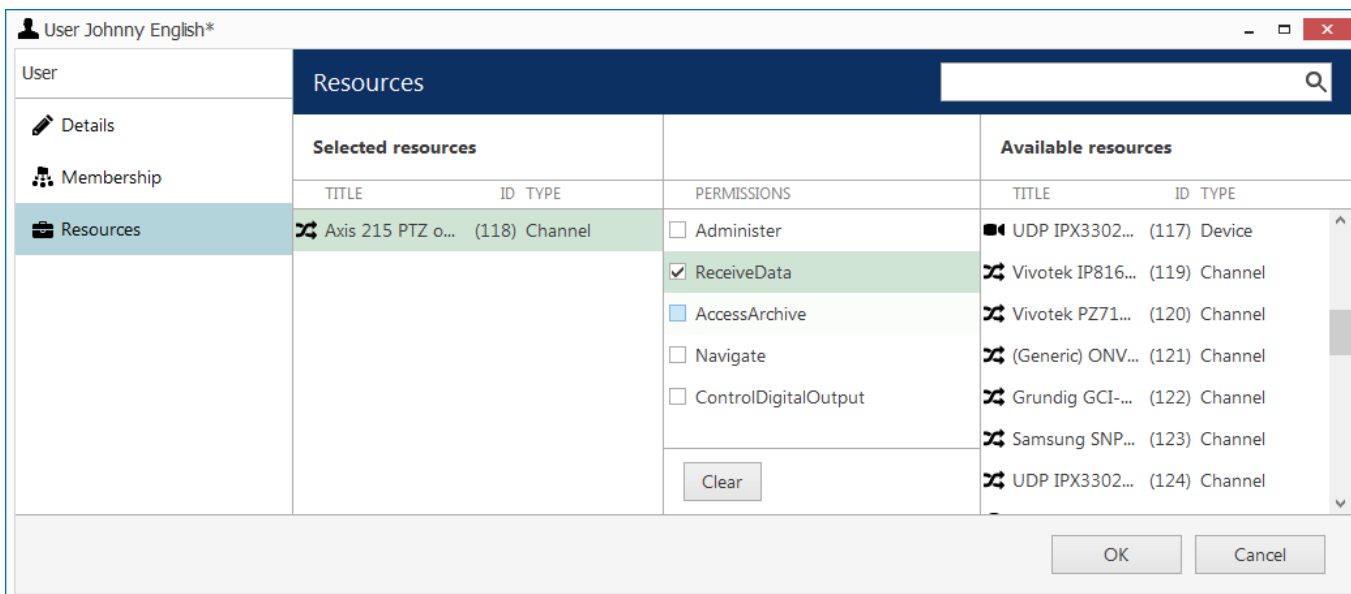 User Johnny English*
User
Details
Membership
Resources
Resources
Selected resources
TITLE ID TYPE
Axis 215 PTZ o... (118) Channel
PERMISSIONS
Administer
ReceiveData
AccessArchive
Navigate
ControlDigitalOutput
Clear
Available resources
TITLE ID TYPE
UDP IPX3302... (117) Device
Vivotek IP816... (119) Channel
Vivotek PZ71... (120) Channel
(Generic) ONV... (121) Channel
Grundig GCI-... (122) Channel
Samsung SNP... (123) Channel
UDP IPX3302... (124) Channel
OK Cancel